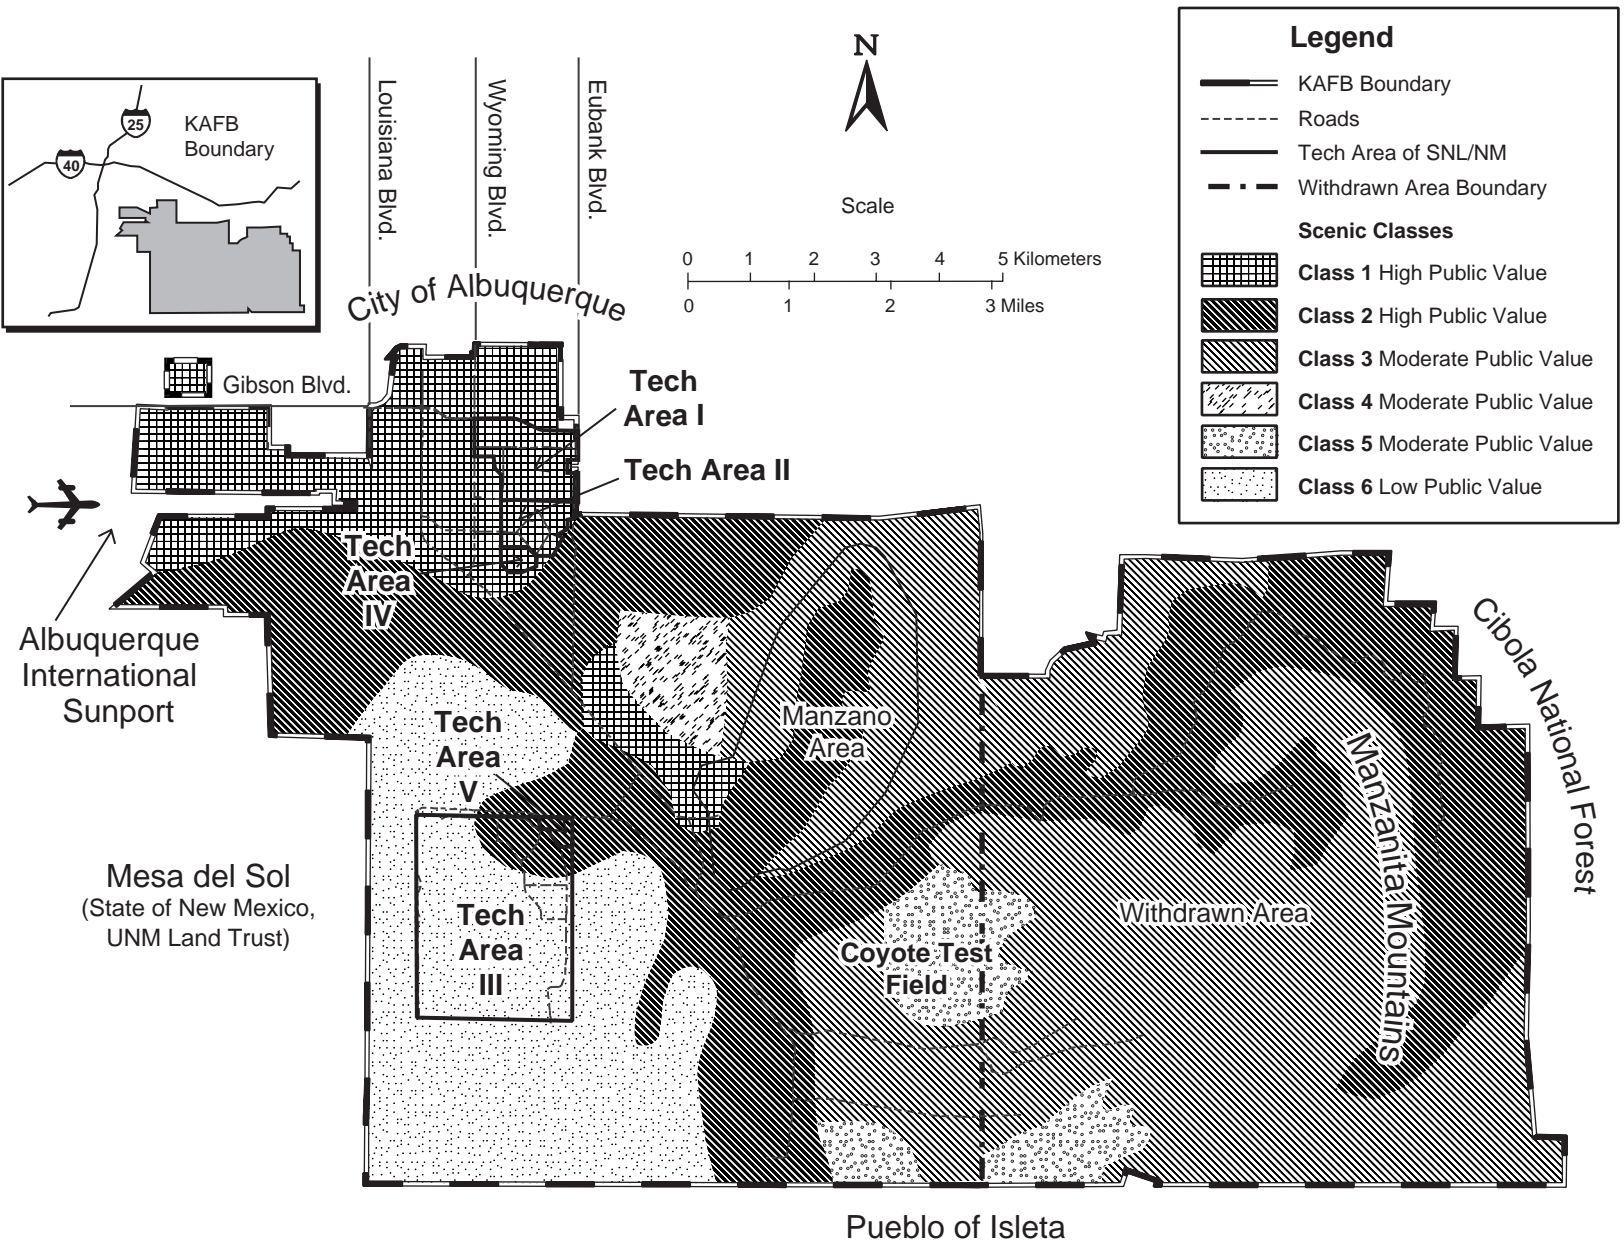 Legend
KAFB Boundary
Roads
Tech Area of SNL/NM
Withdrawn Area Boundary
Scenic Classes
Class 1 High Public Value
Class 2 High Public Value
Class 3 Moderate Public Value
Class 4 Moderate Public Value
Class 5 Moderate Public Value
Class 6 Low Public Value
N
Scale
0 1 2 3 4 5 Kilometers
0 1 2 3 Miles
25
40
KAFB
Boundary
Louisiana Blvd.
Wyoming Blvd.
Eubank Blvd.
City of Albuquerque
Gibson Blvd.
Tech
Area I
Tech Area II
Tech
Area
IV
Albuquerque
International
Sunport
Tech
Area
V
Manzano
Area
Cibola National Forest
Manzanita Mountains
Mesa del Sol
(State of New Mexico,
UNM Land Trust)
Tech
Area
III
Withdrawn Area
Coyote Test
Field
Pueblo of Isleta